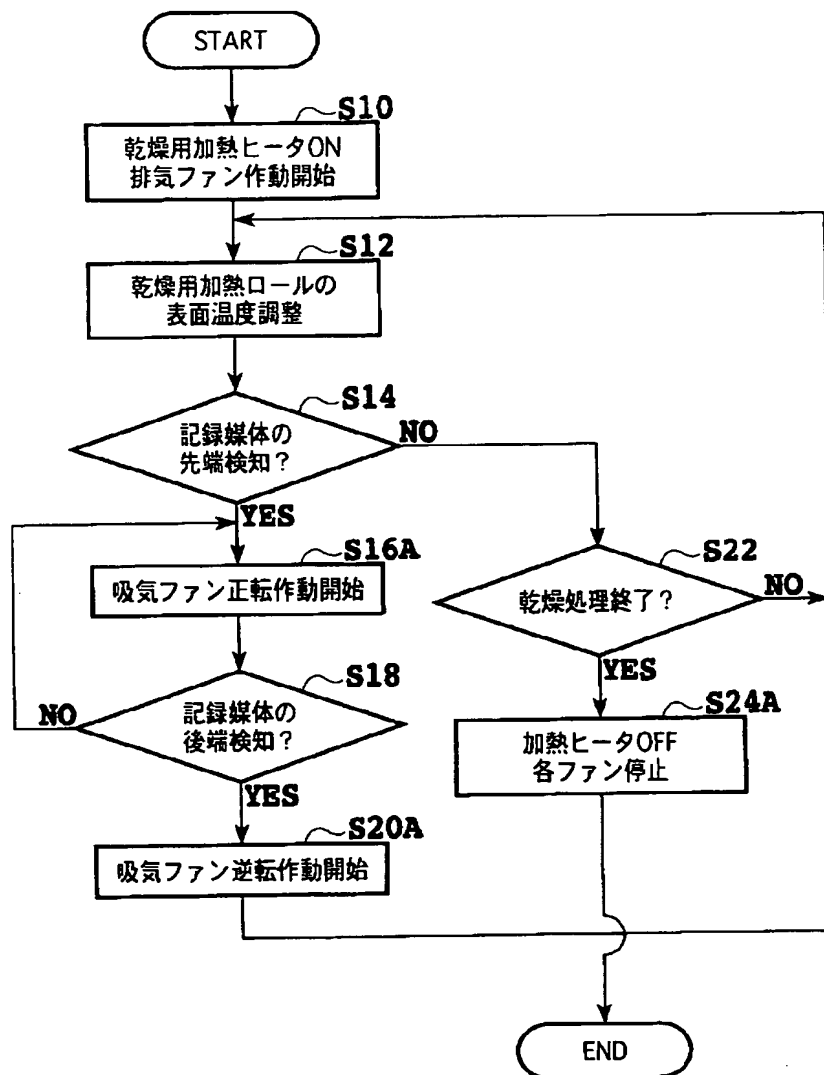 START
S10
乾燥用加熱ヒータON
排気ファン作動開始
S12
乾燥用加熱ロールの
表面温度調整
S14
記録媒体の
先端検知?
NO
YES
S16A
吸気ファン正転作動開始
S18
記録媒体の
後端検知?
NO
YES
S20A
吸気ファン逆転作動開始
S22
乾燥処理終了?
NO
YES
S24A
加熱ヒータOFF
各ファン停止
END